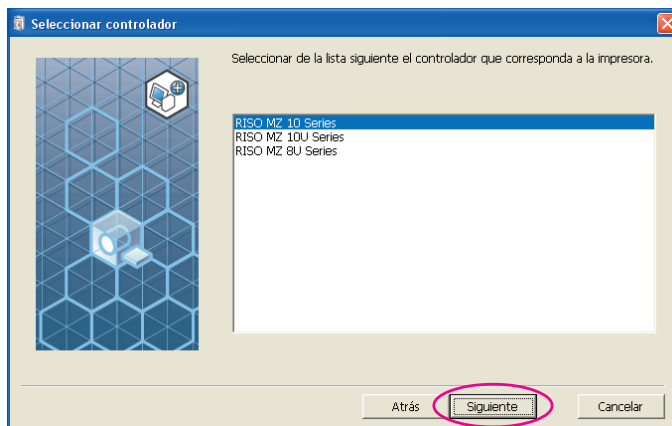 Seleccionar controlador
Seleccionar de la lista siguiente el controlador que corresponda a la impresora.
RISO MZ 10 Series
RISO MZ 10U Series
RISO MZ 8U Series
Atrás Siguiente Cancelar